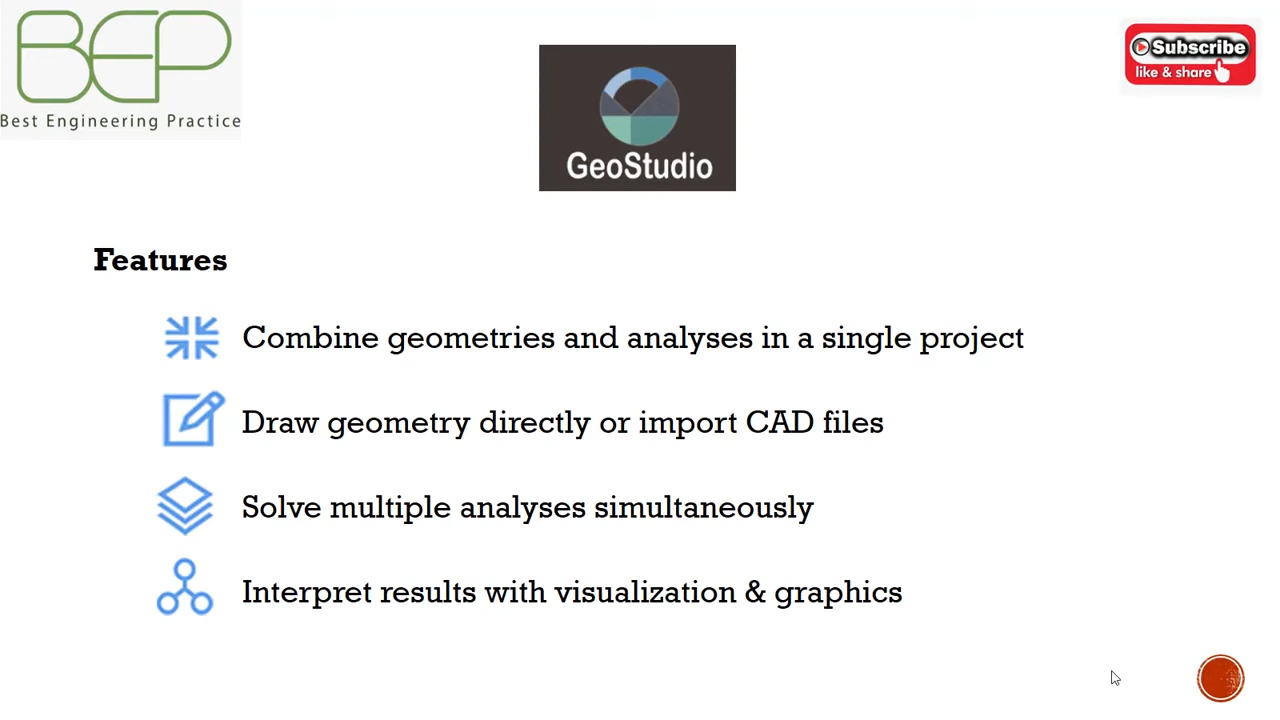 BEP
Best Engineering Practice
GeoStudio
Subscribe
like & share
Features
Combine geometries and analyses in a single project
Draw geometry directly or import CAD files
Solve multiple analyses simultaneously
Interpret results with visualization & graphics